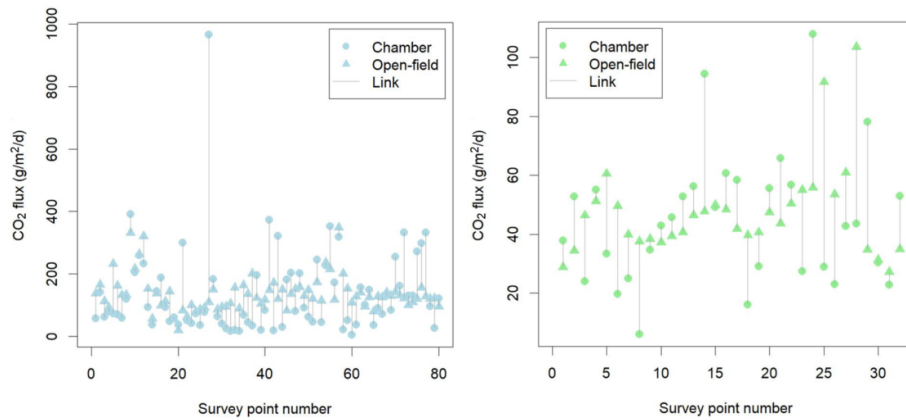 1000
800
600
400
200
0
CO2 flux (g/m²/d)
Chamber
Open-field
Link
0 20 40 60 80
Survey point number
100
80
60
40
20
CO2 flux (g/m²/d)
Chamber
Open-field
Link
0 5 10 15 20 25 30
Survey point number